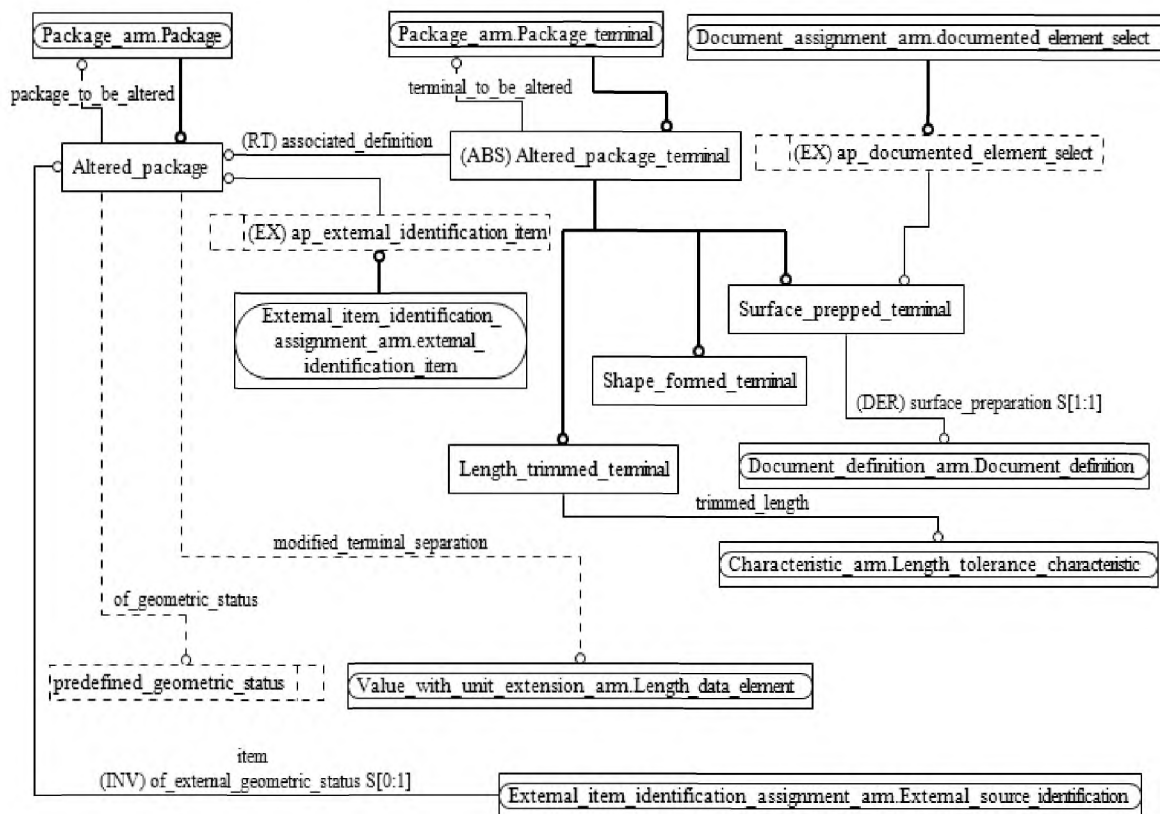 Package_arm.Package
Package_arm.Package_terminal
Document_assignment_arm.documented_element_select
package_to_be_altered
terminal_to_be_altered
(RT) associated_definition
Altered_package
(ABS) Altered_package_terminal
(EX) ap_documented_element_select
(EX) ap_external_identification_item
External_item_identification_
assignment_arm.external_
identification_item
Surface_prepped_terminal
Shape_formed_terminal
(DER) surface_preparation S[1:1]
Length_trimmed_terminal
Document_definition_arm.Document_definition
trimmed_length
modified_terminal_separation
Characteristic_arm.Length_tolerance_characteristic
of_geometric_status
predefined_geometric_status
Value_with_unit_extension_arm.Length_data_element
item
(INV) of_external_geometric_status S[0:1]
External_item_identification_assignment_arm.External_source_identification